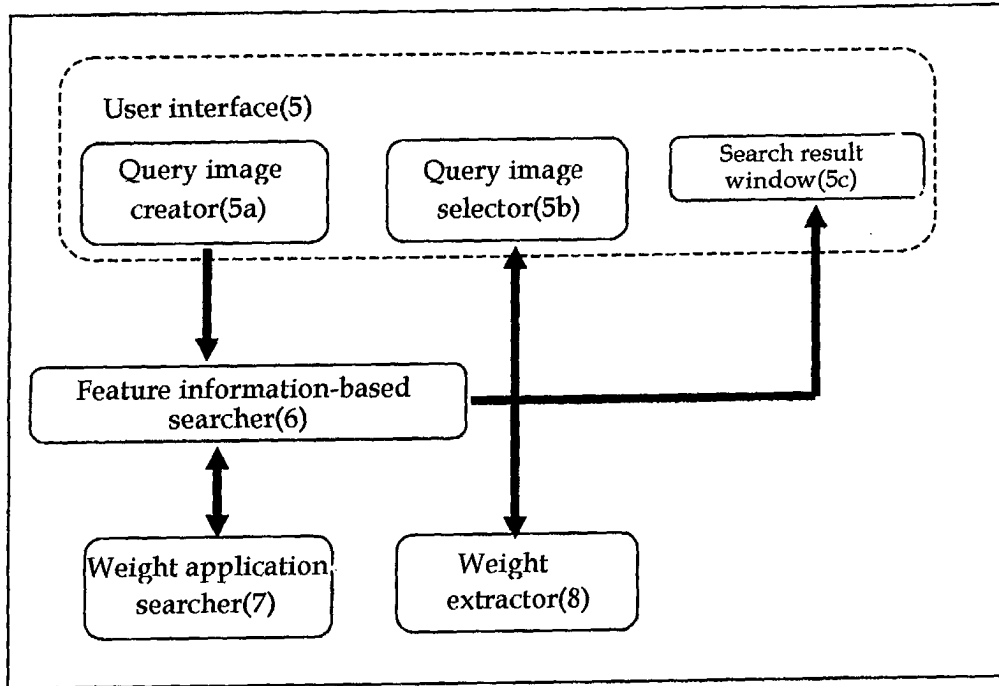 User interface(5)
Query image
creator(5a)
Query image
selector(5b)
Search result
window(5c)
Feature information-based
searcher(6)
Weight application
searcher(7)
Weight
extractor(8)